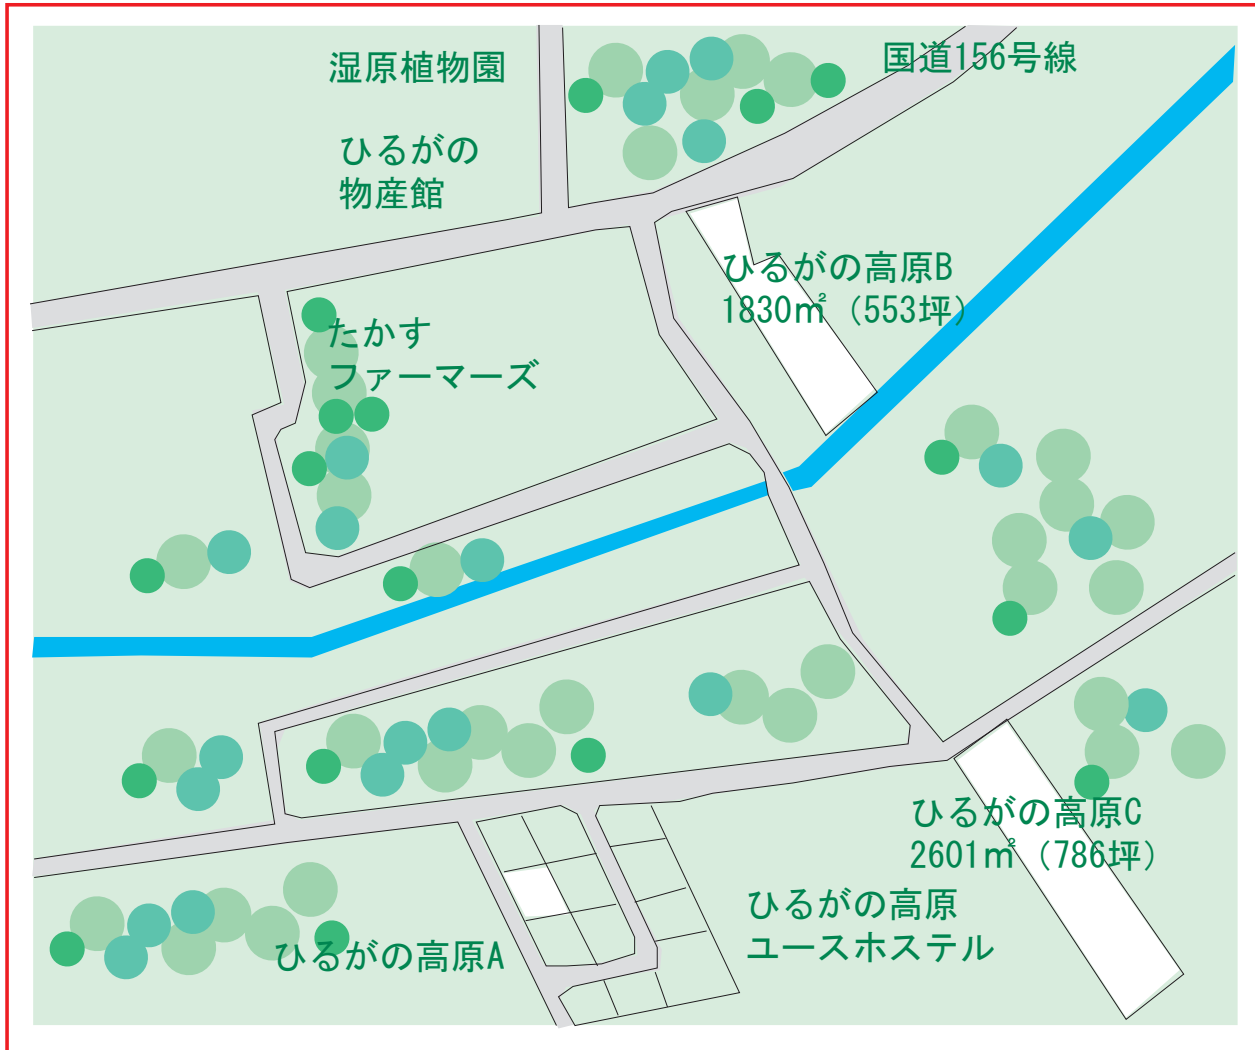 湿原植物園
国道156号線
ひるがの
物産館
ひるがの高原B
1830㎡（553坪）
たかす
ファーマーズ
ひるがの高原C
2601㎡（786坪）
ひるがの高原
ユースホステル
ひるがの高原A